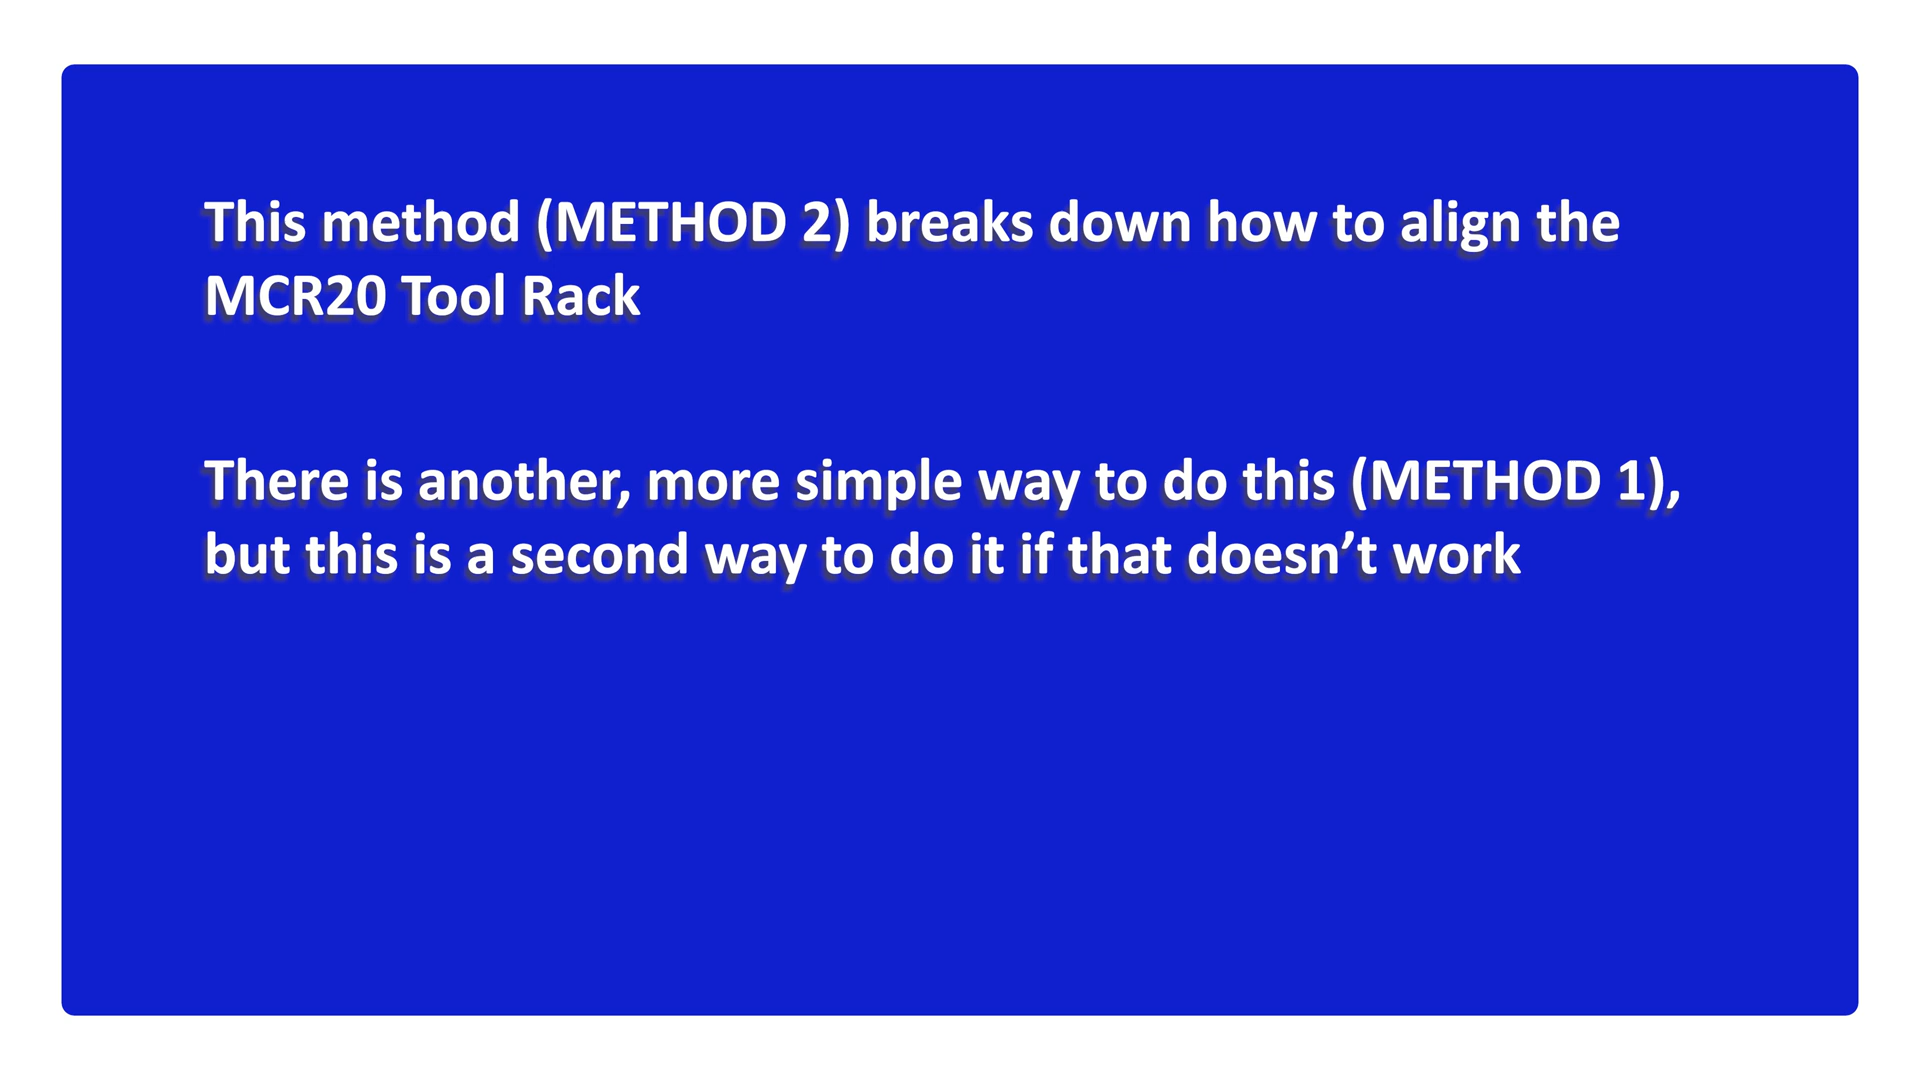 This method (METHOD 2) breaks down how to align the
MCR20 Tool Rack
There is another, more simple way to do this (METHOD 1),
but this is a second way to do it if that doesn’t work